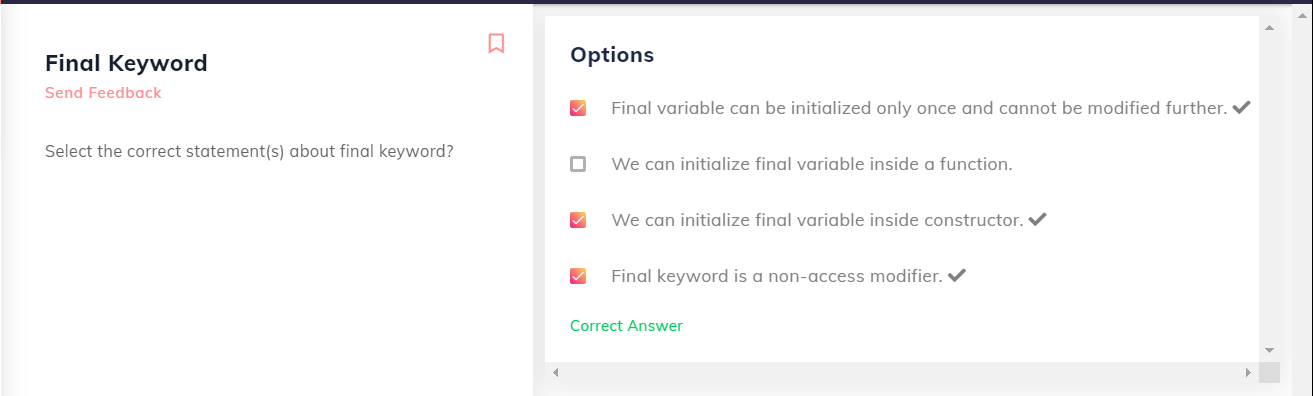 Final Keyword
Send Feedback
Select the correct statement(s) about final keyword?
Options
Final variable can be initialized only once and cannot be modified further.
We can initialize final variable inside a function.
We can initialize final variable inside constructor.
Final keyword is a non-access modifier.
Correct Answer